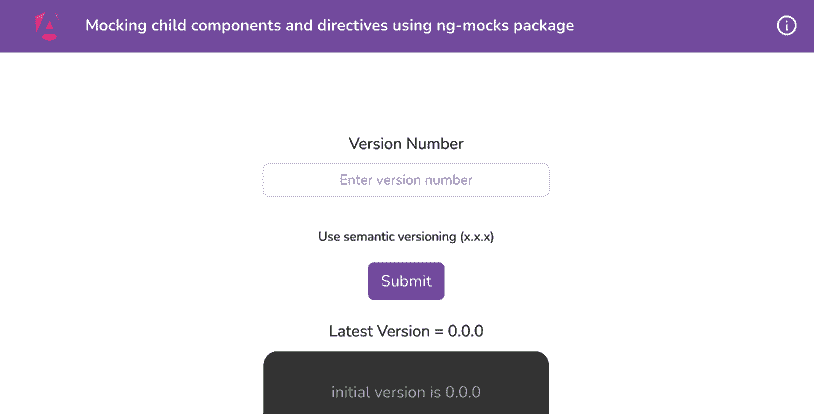 Mocking child components and directives using ng-mocks package
Version Number
Enter version number
Use semantic versioning (x.x.x)
Submit
Latest Version = 0.0.0
initial version is 0.0.0